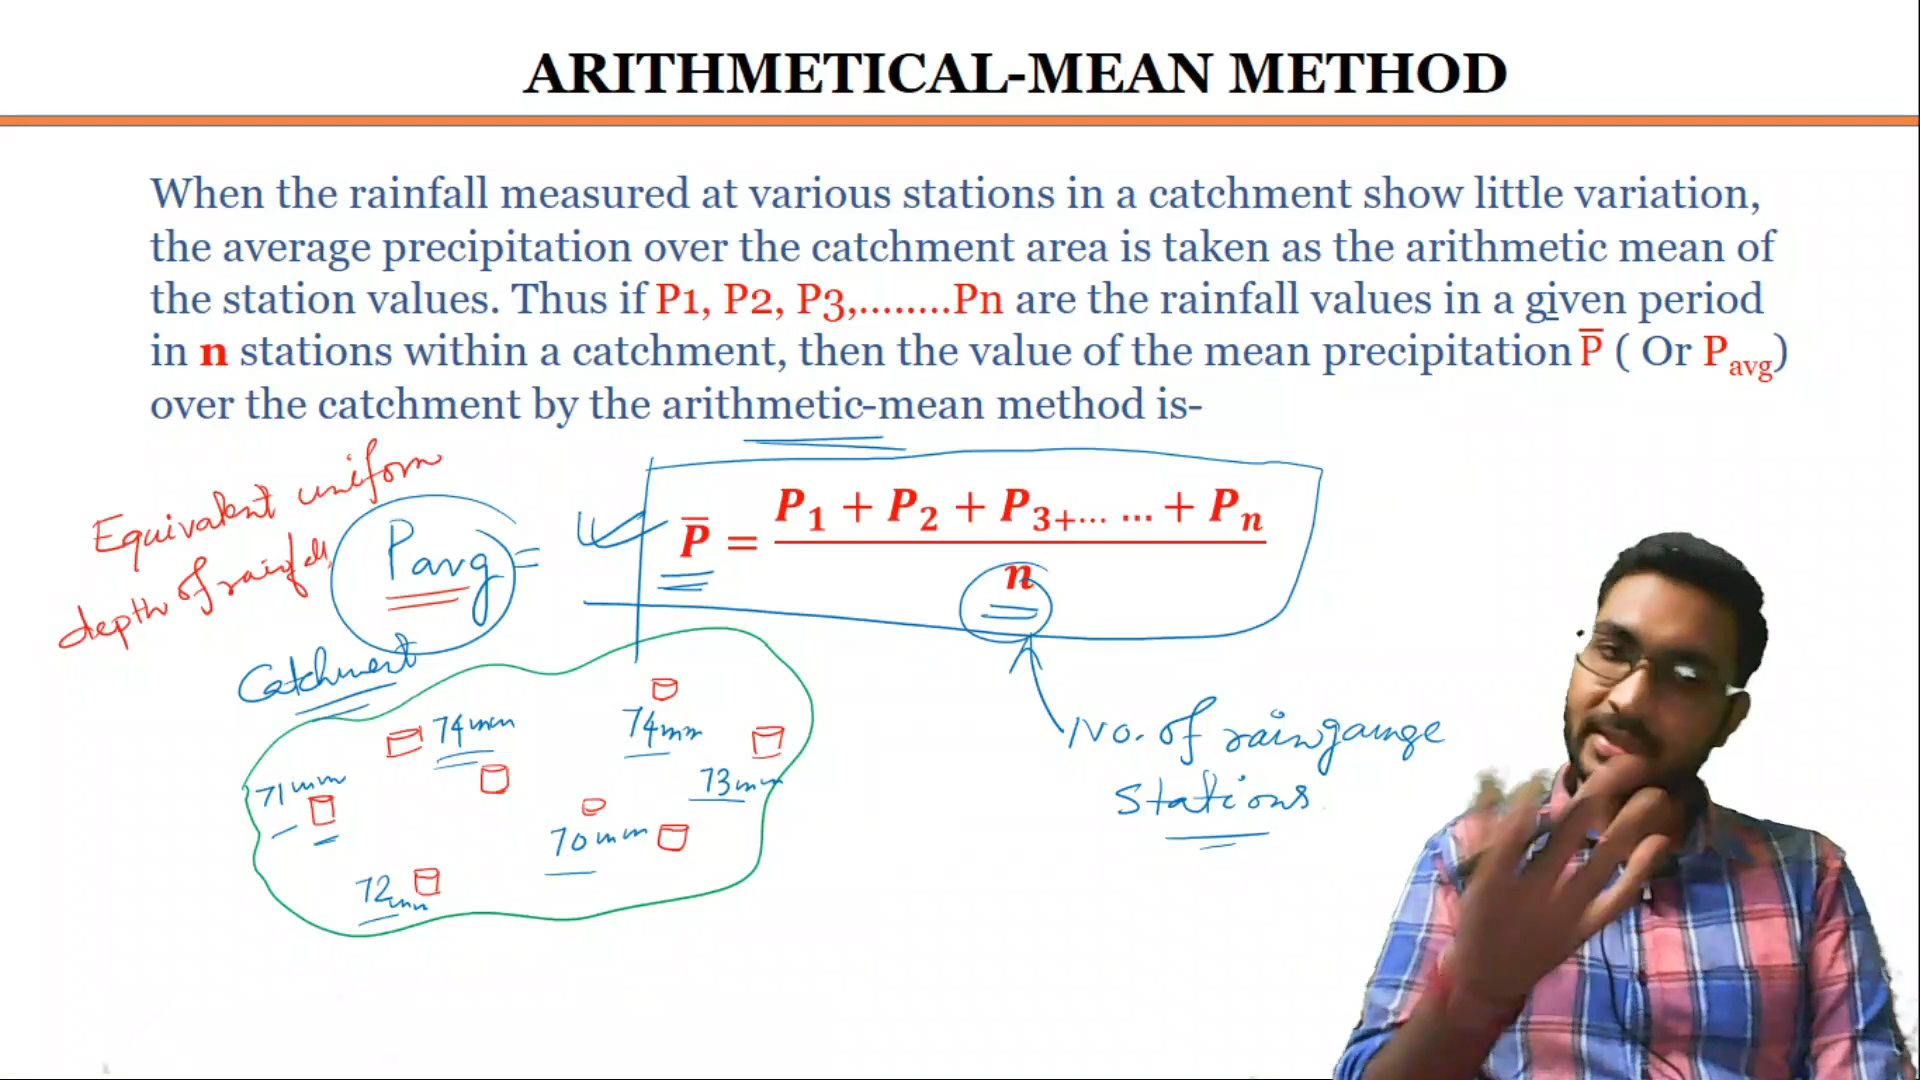 ARITHMETICAL-MEAN METHOD
When the rainfall measured at various stations in a catchment show little variation,
the average precipitation over the catchment area is taken as the arithmetic mean of
the station values. Thus if P1, P2, P3,........Pn are the rainfall values in a given period
in n stations within a catchment, then the value of the mean precipitation P̅ ( Or Pavg)
over the catchment by the arithmetic-mean method is-
Equivalent uniform
depth of rainfall
Pavg =
P̅ = P1 + P2 + P3+... ... + Pn
n
Catchment
No. of raingaunge
Stations.
74mm
74mm
71mm
73mm
70mm
72mm